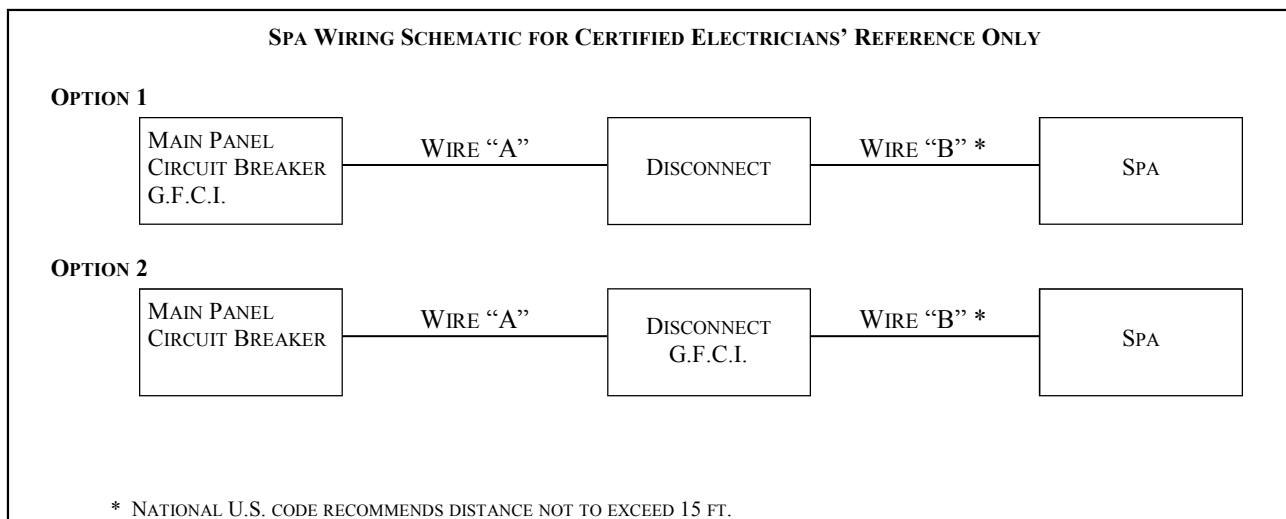 SPA WIRING SCHEMATIC FOR CERTIFIED ELECTRICIANS' REFERENCE ONLY
OPTION 1
MAIN PANEL
CIRCUIT BREAKER
G.F.C.I.
WIRE “A”
DISCONNECT
WIRE “B” *
SPA
OPTION 2
MAIN PANEL
CIRCUIT BREAKER
WIRE “A”
DISCONNECT
G.F.C.I.
WIRE “B” *
SPA
* NATIONAL U.S. CODE RECOMMENDS DISTANCE NOT TO EXCEED 15 FT.